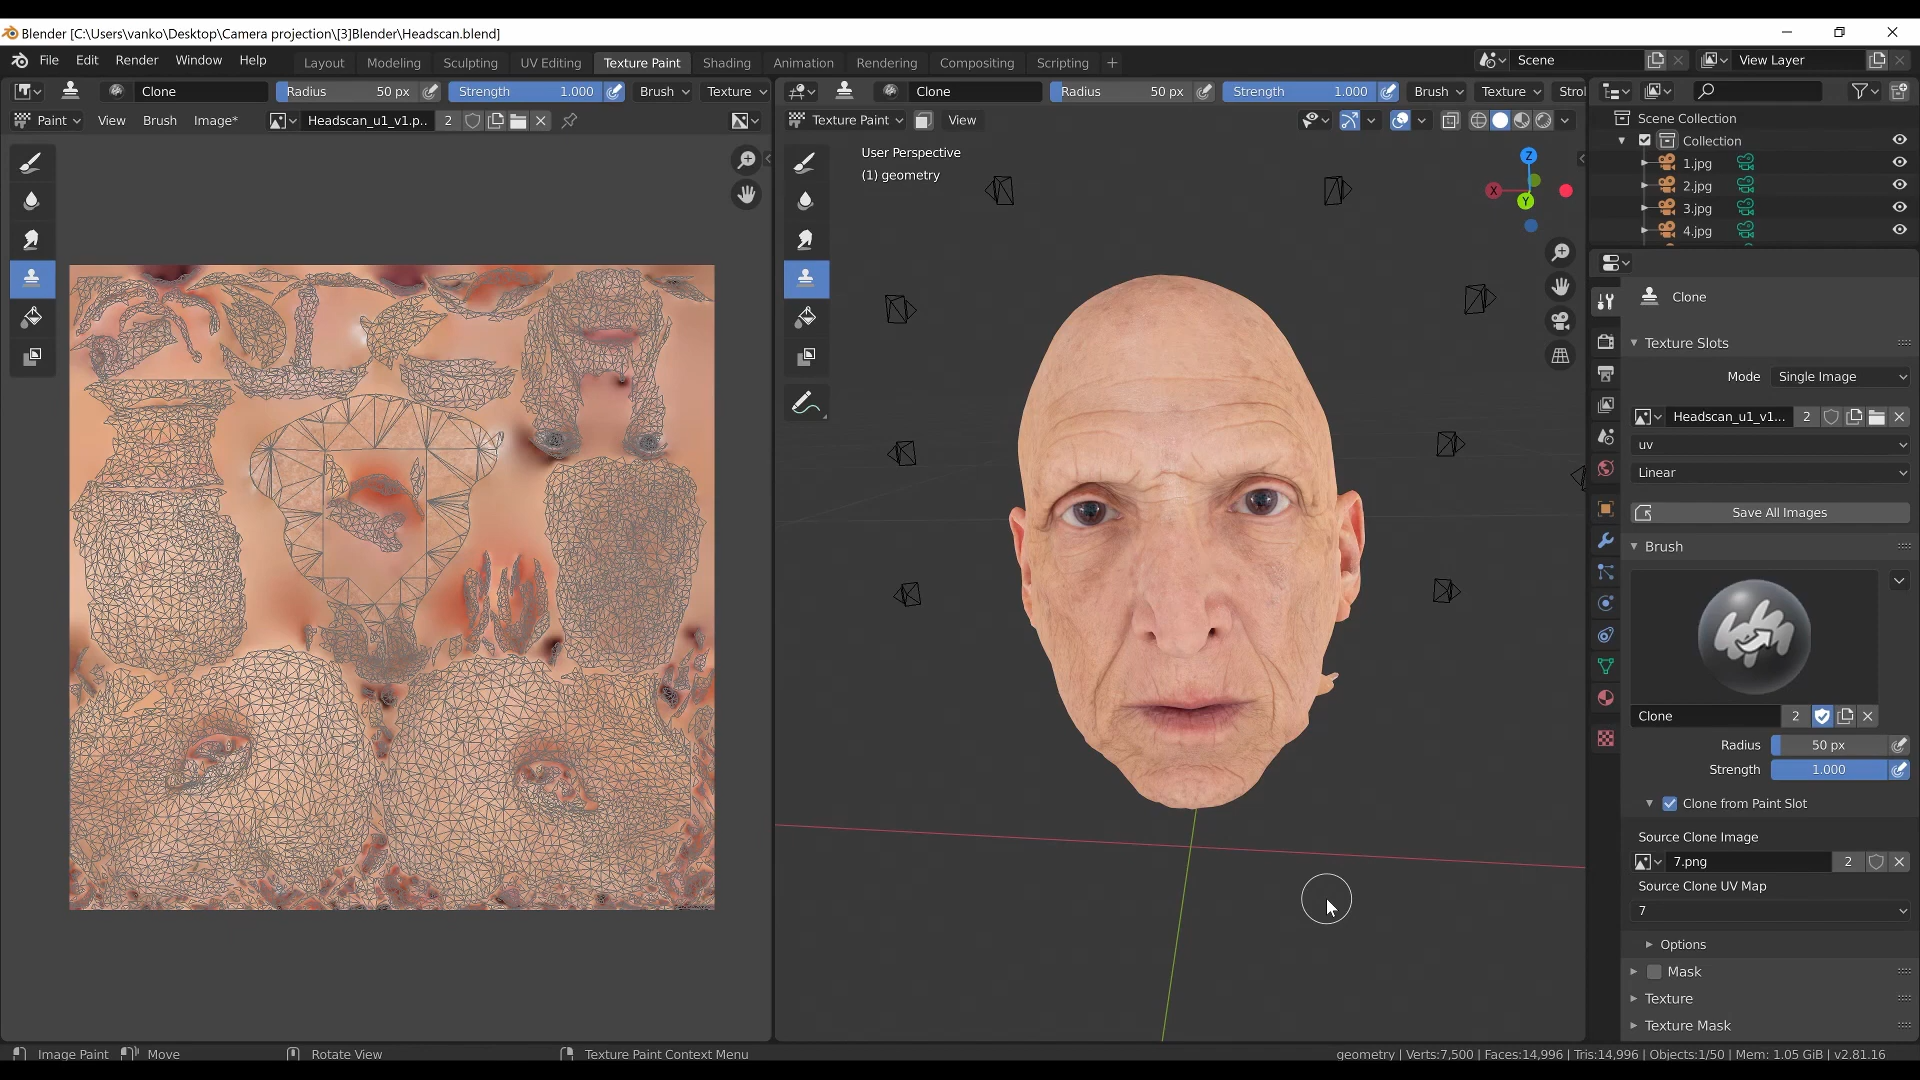 Blender [C:\Users\vanko\Desktop\Camera projection\[3]Blender\Headscan.blend]
File Edit Render Window Help Layout Modeling Sculpting UV Editing Texture Paint Shading Animation Rendering Compositing Scripting + Scene View Layer
Clone Radius 50 px Strength 1.000 Brush Texture
Clone Radius 50 px Strength 1.000 Brush Texture Stro
Paint View Brush Image* Headscan_u1_v1.p.. 2
Texture Paint View
User Perspective
(1) geometry
Z
X
Y
Scene Collection
Collection
1.jpg
2.jpg
3.jpg
4.jpg
Clone
Texture Slots
Mode Single Image
Headscan_u1_v1... 2
uv
Linear
Save All Images
Brush
Clone 2
Radius 50 px
Strength 1.000
Clone from Paint Slot
Source Clone Image
7.png 2
Source Clone UV Map
7
Options
Mask
Texture
Texture Mask
Image Paint Move Rotate View Texture Paint Context Menu
geometry | Verts:7,500 | Faces:14,996 | Tris:14,996 | Objects:1/50 | Mem: 1.05 GiB | v2.81.16